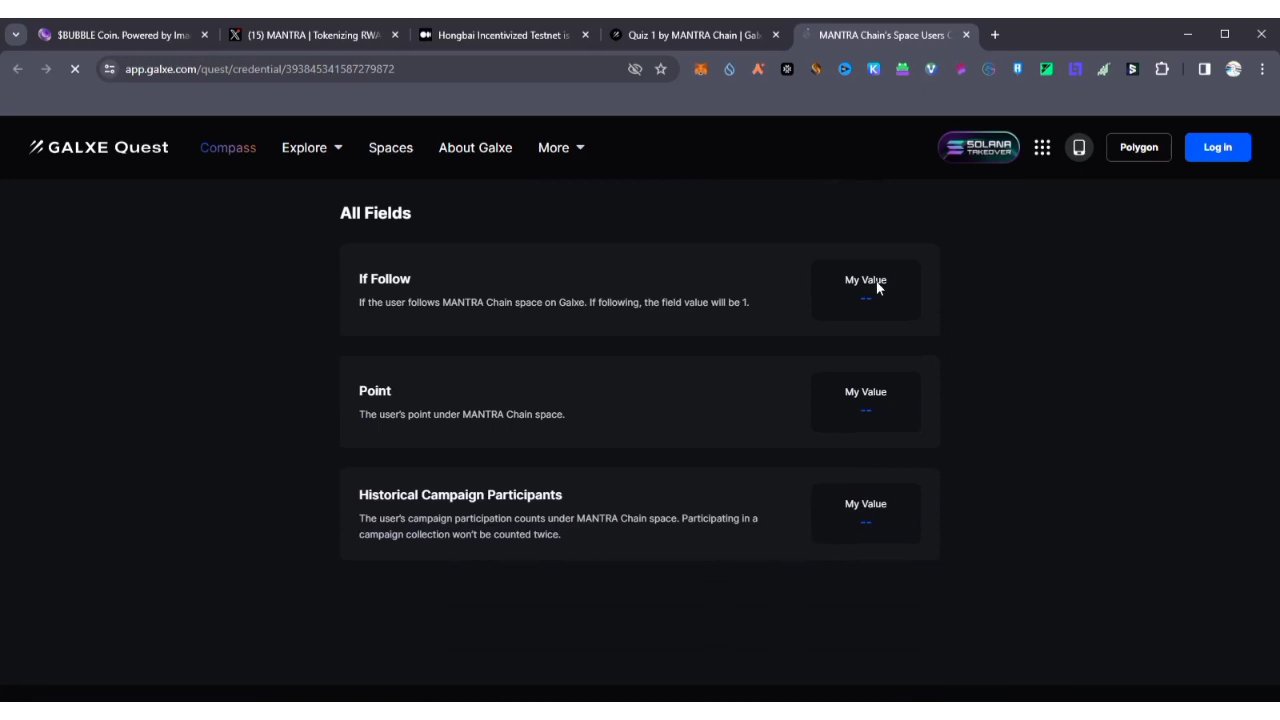 $BUBBLE Coin. Powered by Ima
(15) MANTRA | Tokenizing RWA
Hongbai Incentivized Testnet is
Quiz 1 by MANTRA Chain | Gal
MANTRA Chain's Space Users C
app.galxe.com/quest/credential/393845341587279872
GALXE Quest
Compass
Explore
Spaces
About Galxe
More
SOLANA
TAKEOVER
Polygon
Log in
All Fields
If Follow
If the user follows MANTRA Chain space on Galxe. If following, the field value will be 1.
My Value
--
Point
The user's point under MANTRA Chain space.
My Value
--
Historical Campaign Participants
The user's campaign participation counts under MANTRA Chain space. Participating in a
campaign collection won't be counted twice.
My Value
--